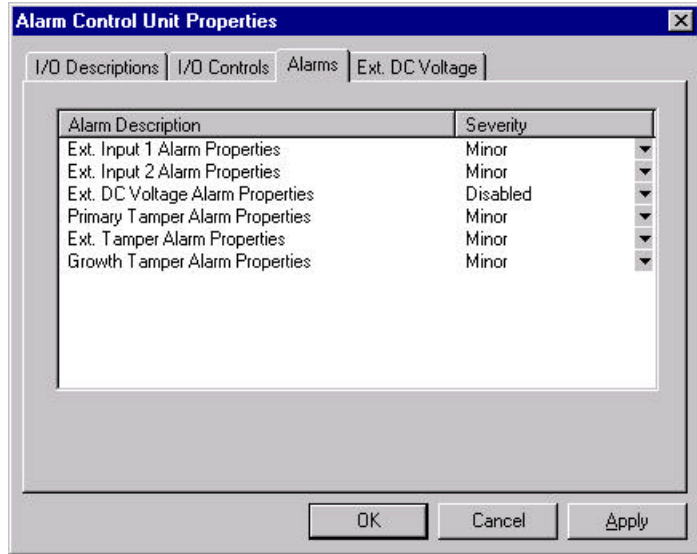 Alarm Control Unit Properties
I/O Descriptions I/O Controls Alarms Ext. DC Voltage
Alarm Description Severity
Ext. Input 1 Alarm Properties Minor
Ext. Input 2 Alarm Properties Minor
Ext. DC Voltage Alarm Properties Disabled
Primary Tamper Alarm Properties Minor
Ext. Tamper Alarm Properties Minor
Growth Tamper Alarm Properties Minor
OK Cancel Apply